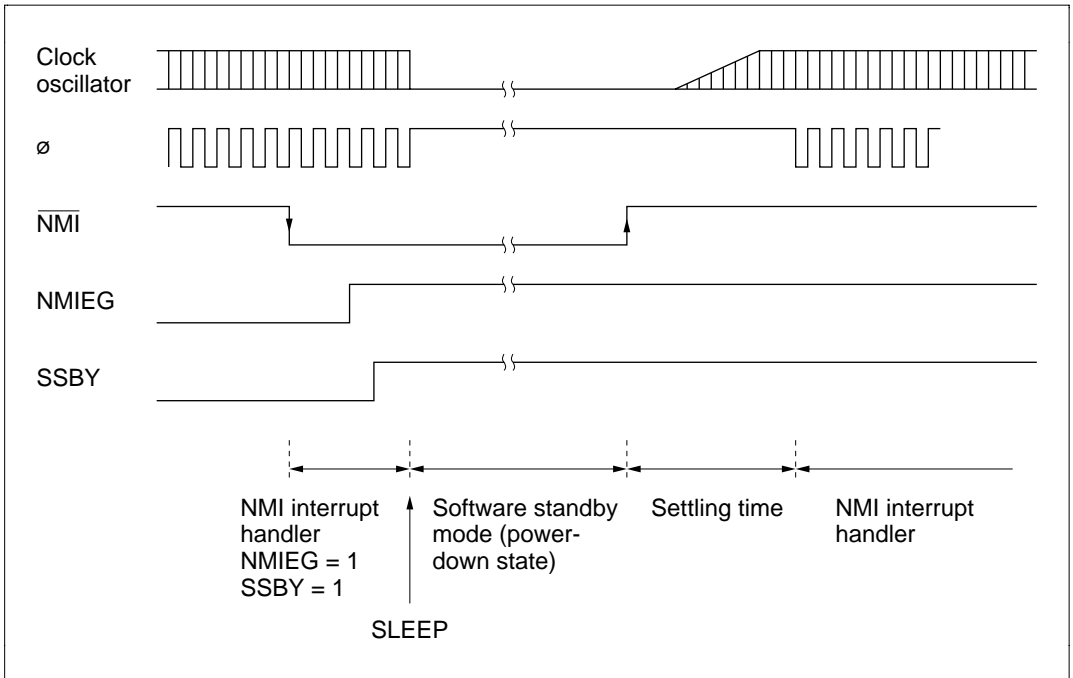 Clock
oscillator
ø
NMI
NMIEG
SSBY
NMI interrupt
handler
NMIEG = 1
SSBY = 1
Software standby
mode (power-
down state)
Settling time
NMI interrupt
handler
SLEEP